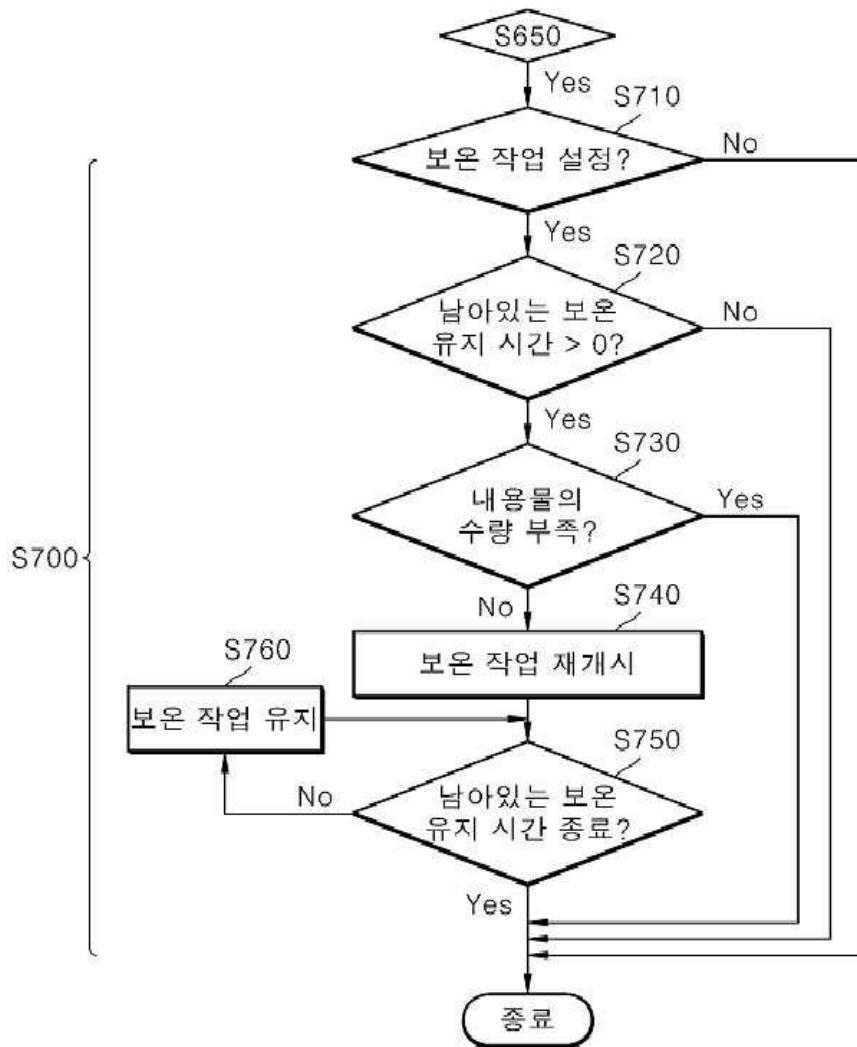 S650
Yes
S710
보온 작업 설정?
No
Yes
S720
남아있는 보온
유지 시간 > 0?
No
Yes
S730
내용물의
수량 부족?
Yes
S700
No
S740
보온 작업 재개시
S760
보온 작업 유지
S750
남아있는 보온
유지 시간 종료?
No
Yes
종료